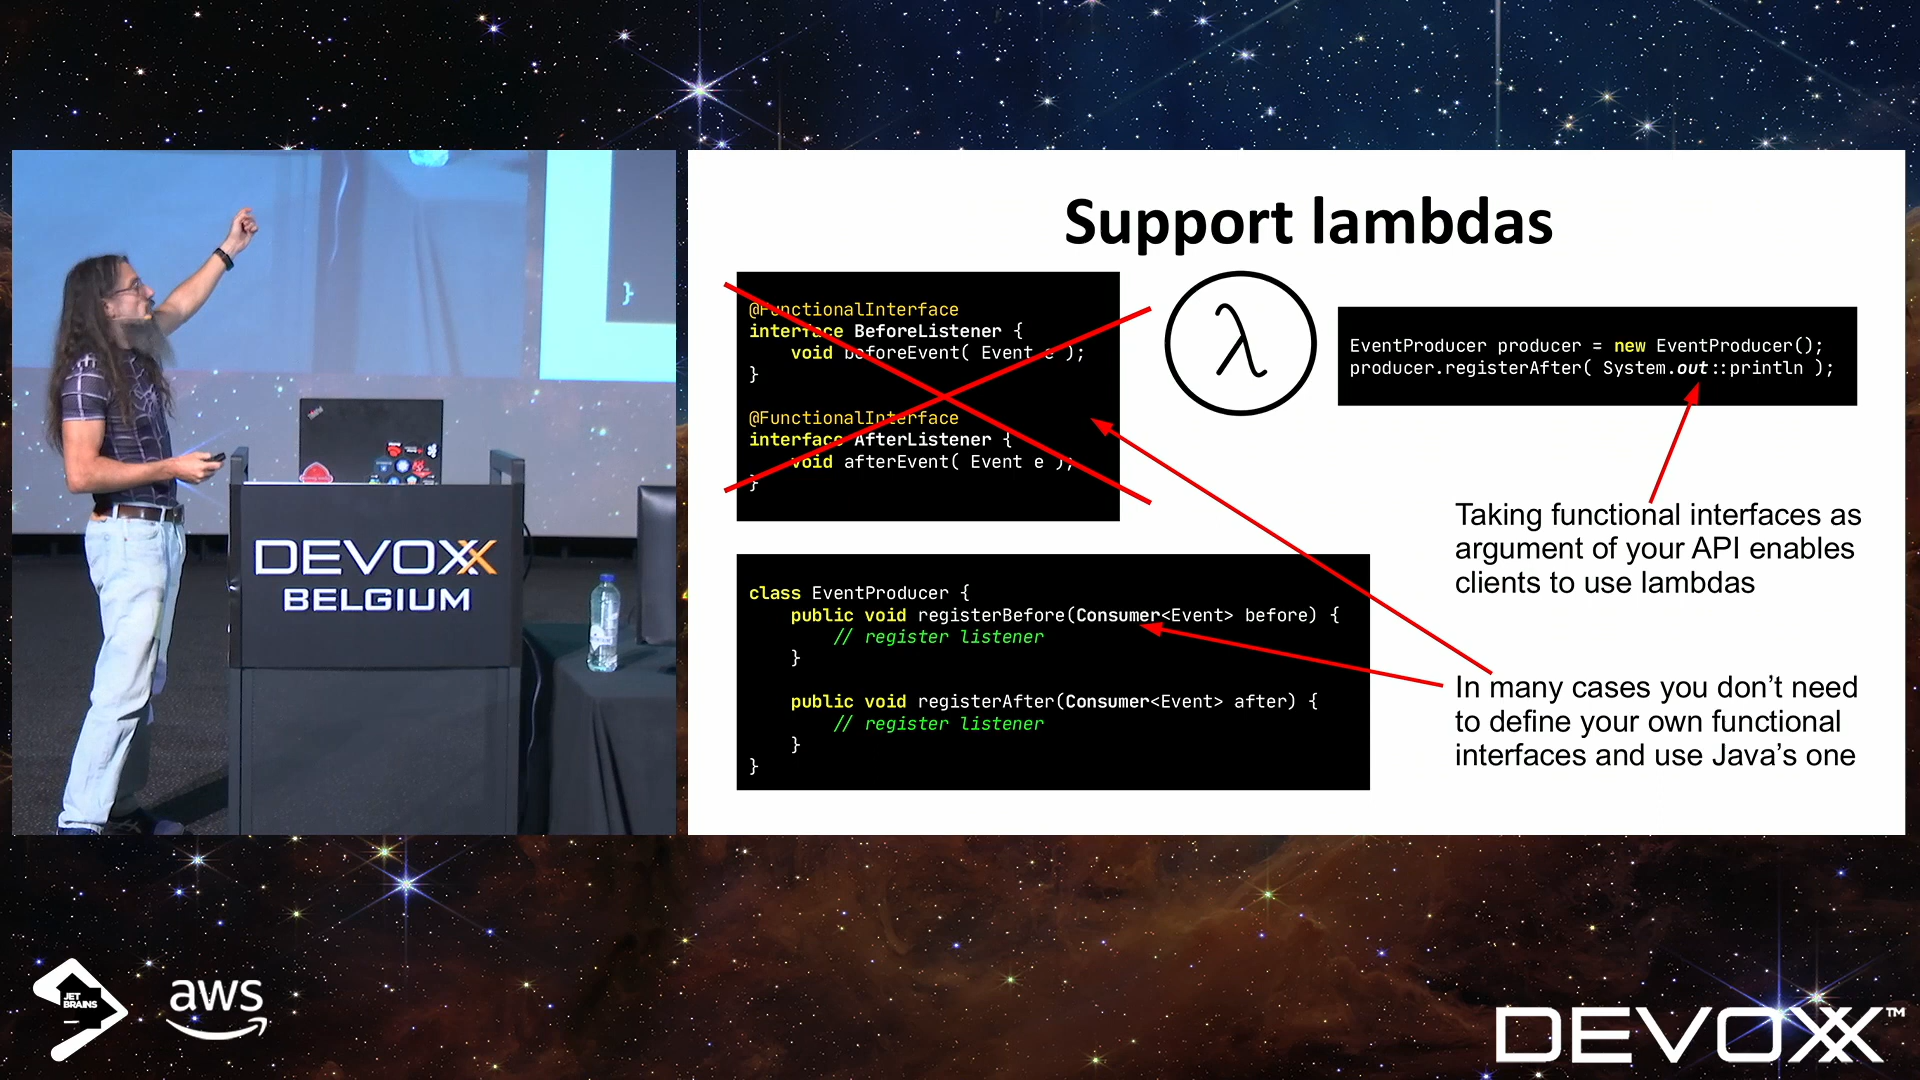 Support lambdas
@FunctionalInterface
interface BeforeListener {
void beforeEvent( Event e );
}
@FunctionalInterface
interface AfterListener {
void afterEvent( Event e );
}
λ
EventProducer producer = new EventProducer();
producer.registerAfter( System.out::println );
Taking functional interfaces as
argument of your API enables
clients to use lambdas
class EventProducer {
public void registerBefore(Consumer<Event> before) {
// register listener
}
public void registerAfter(Consumer<Event> after) {
// register listener
}
}
In many cases you don’t need
to define your own functional
interfaces and use Java’s one
}
DEVOXX
BELGIUM
JET
BRAINS
aws
DEVOXX™